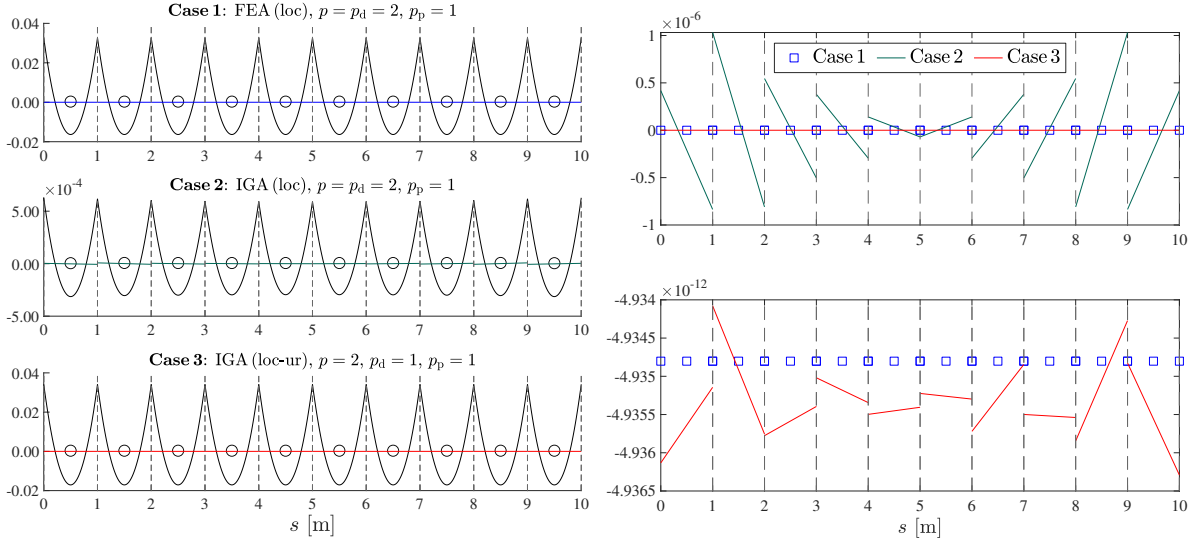 Case 1: FEA (loc), p = p_d = 2, p_p = 1
0.04
0.02
0.00
-0.02
0 1 2 3 4 5 6 7 8 9 10
×10^-4 Case 2: IGA (loc), p = p_d = 2, p_p = 1
5.00
0.00
-5.00
0 1 2 3 4 5 6 7 8 9 10
Case 3: IGA (loc-ur), p = 2, p_d = 1, p_p = 1
0.02
0.00
-0.02
0 1 2 3 4 5 6 7 8 9 10
s [m]
×10^-6
1
0.5
0
-0.5
-1
Case 1 Case 2 Case 3
0 1 2 3 4 5 6 7 8 9 10
×10^-12
-4.934
-4.9345
-4.935
-4.9355
-4.936
-4.9365
0 1 2 3 4 5 6 7 8 9 10
s [m]